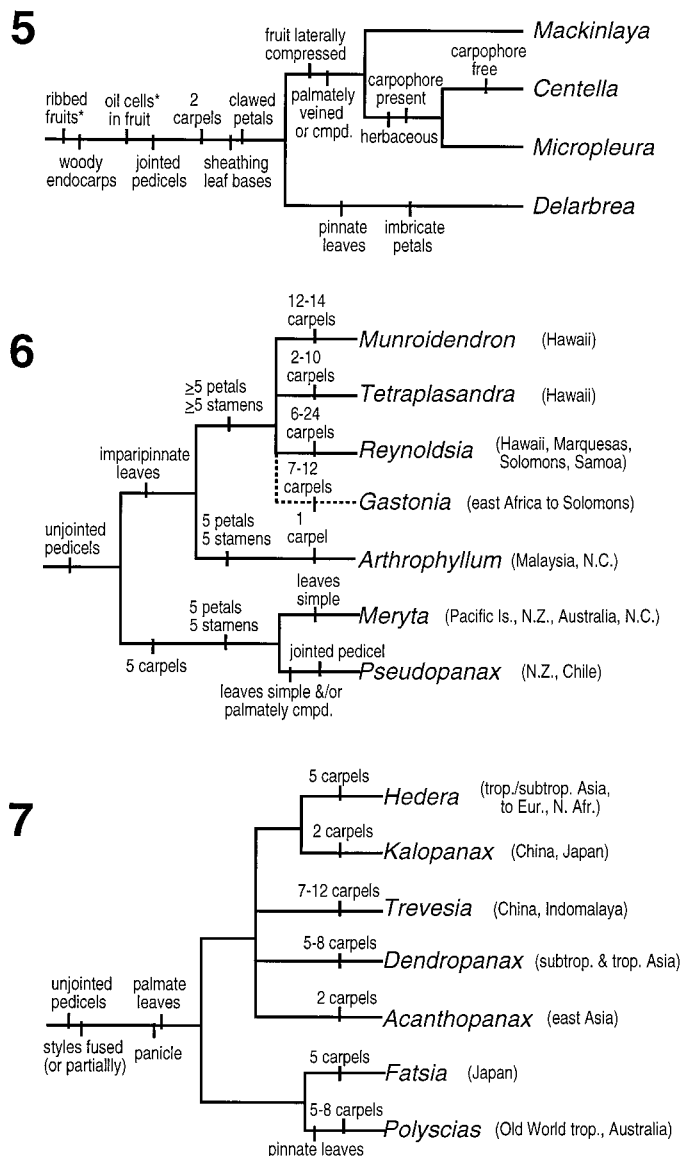 5
fruit laterally
compressed
Mackinlaya
carpophore
free
palmately
veined
or cmpd.
carpophore
present
Centella
ribbed
fruits*
oil cells*
in fruit
2
carpels
clawed
petals
herbaceous
Micropleura
woody
endocarps
jointed
pedicels
sheathing
leaf bases
Delarbrea
pinnate
leaves
imbricate
petals
6
12-14
carpels
Munroidendron (Hawaii)
2-10
carpels
≥5 petals
≥5 stamens
Tetraplasandra (Hawaii)
6-24
carpels
Reynoldsia (Hawaii, Marquesas,
Solomons, Samoa)
imparipinnate
leaves
7-12
carpels
Gastonia (east Africa to Solomons)
unjointed
pedicels
5 petals
5 stamens
1
carpel
Arthrophyllum (Malaysia, N.C.)
leaves
simple
5 petals
5 stamens
Meryta (Pacific Is., N.Z., Australia, N.C.)
5 carpels
jointed pedicel
Pseudopanax (N.Z., Chile)
leaves simple &/or
palmately cmpd.
7
5 carpels
Hedera (trop./subtrop. Asia,
to Eur., N. Afr.)
2 carpels
Kalopanax (China, Japan)
7-12 carpels
Trevesia (China, Indomalaya)
5-8 carpels
Dendropanax (subtrop. & trop. Asia)
unjointed
pedicels
palmate
leaves
2 carpels
Acanthopanax (east Asia)
styles fused
(or partiallly)
panicle
5 carpels
Fatsia (Japan)
5-8 carpels
Polyscias (Old World trop., Australia)
pinnate leaves